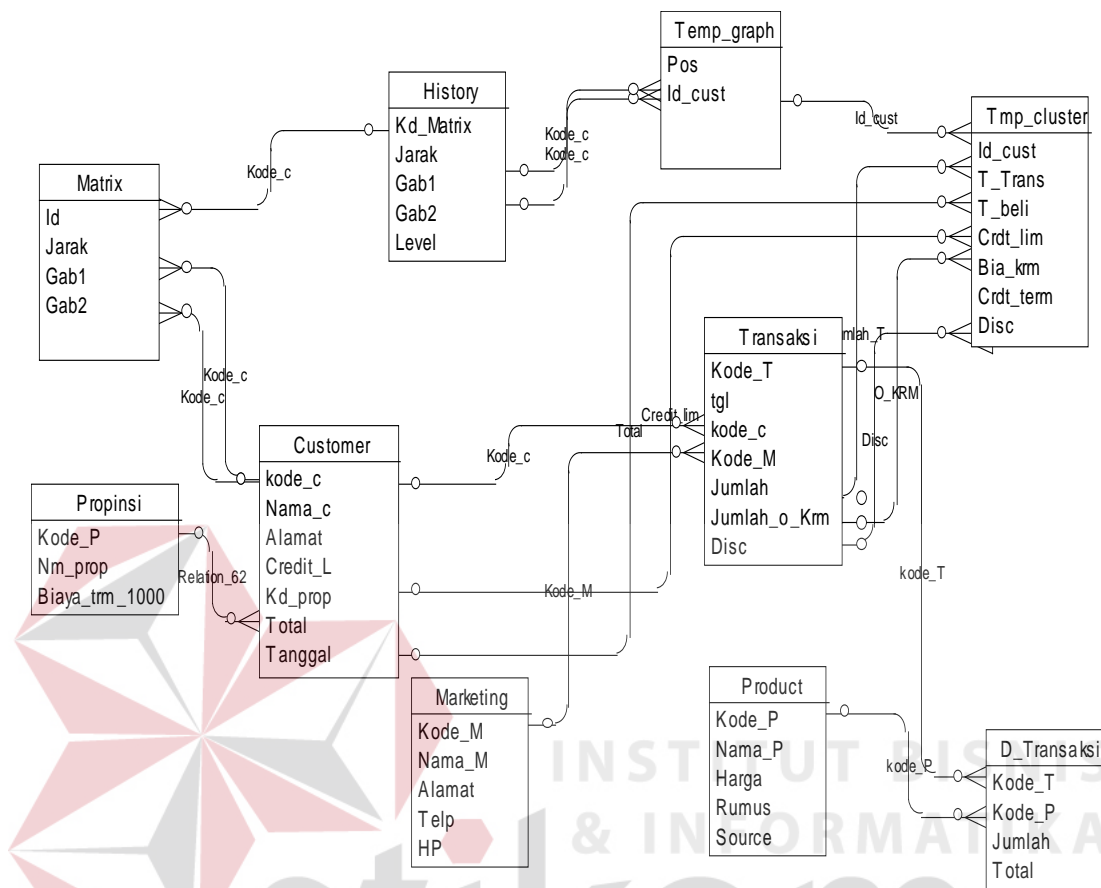 Temp_graph
Pos
Id_cust
History
Kd_Matrix
Jarak
Gab1
Gab2
Level
Tmp_cluster
Id_cust
T_Trans
T_beli
Crdt_lim
Bia_krm
Crdt_term
Disc
Matrix
Id
Jarak
Gab1
Gab2
Kode_c
Kode_c
Kode_c
Id_cust
Kode_c
Kode_c
Transaksi
Kode_T
tgl
kode_c
Kode_M
Jumlah
Jumlah_o_Krm
Disc
mlah_T
O_KRM
Disc
Credit_lim
Total
Kode_c
Customer
kode_c
Nama_c
Alamat
Credit_L
Kd_prop
Total
Tanggal
Propinsi
Kode_P
Nm_prop
Biaya_trm_1000
Relation_62
Kode_M
kode_T
Marketing
Kode_M
Nama_M
Alamat
Telp
HP
Product
Kode_P
Nama_P
Harga
Rumus
Source
kode_P
D_Transaksi
Kode_T
Kode_P
Jumlah
Total
INSTITUT BISNIS
& INFORMATIKA